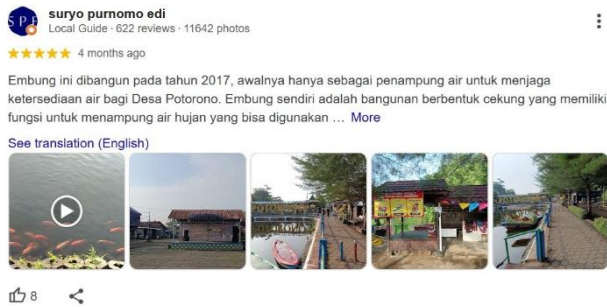 SPE
suryo purnomo edi
Local Guide · 622 reviews · 11642 photos
4 months ago
Embung ini dibangun pada tahun 2017, awalnya hanya sebagai penampung air untuk menjaga
ketersediaan air bagi Desa Potorono. Embung sendiri adalah bangunan berbentuk cekung yang memiliki
fungsi untuk menampung air hujan yang bisa digunakan … More
See translation (English)
8